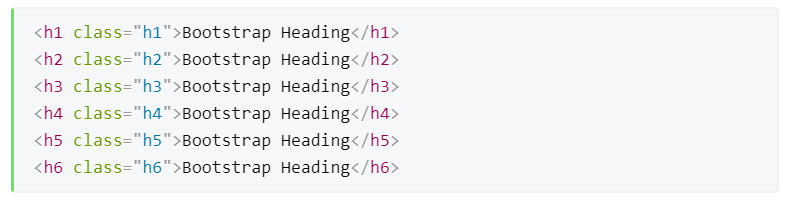 <h1 class="h1">Bootstrap Heading</h1>
<h2 class="h2">Bootstrap Heading</h2>
<h3 class="h3">Bootstrap Heading</h3>
<h4 class="h4">Bootstrap Heading</h4>
<h5 class="h5">Bootstrap Heading</h5>
<h6 class="h6">Bootstrap Heading</h6>